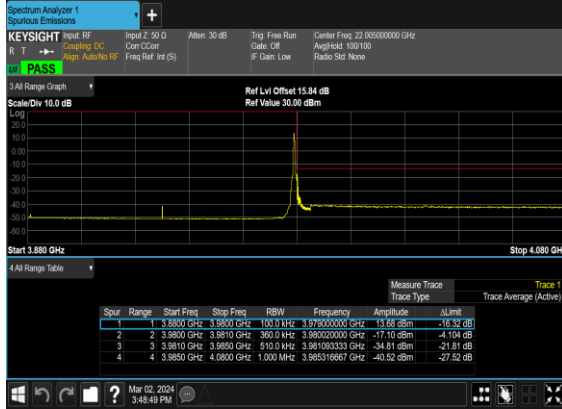 Spectrum Analyzer 1
Spurious Emissions
+
KEYSIGHT Input: RF Input Z: 50 Ω Atten: 30 dB Trig: Free Run Center Freq: 22.005000000 GHz
R T Coupling: DC Corr CCorr Gate: Off Avg|Hold: 100/100
Align: Auto/No RF Freq Ref: Int (S) IF Gain: Low Radio Std: None
PASS
3 All Range Graph
Ref Lvl Offset 15.84 dB
Scale/Div 10.0 dB Ref Value 30.00 dBm
Log
20.0
10.0
0.00
-10.0
-20.0
-30.0
-40.0
-50.0
-60.0
Start 3.880 GHz Stop 4.080 GHz
4 All Range Table
Measure Trace Trace 1
Trace Type Trace Average (Active)
Spur Range Start Freq Stop Freq RBW Frequency Amplitude ΔLimit
1 1 3.8800 GHz 3.9800 GHz 100.0 kHz 3.979000000 GHz 13.68 dBm -16.32 dB
2 2 3.9800 GHz 3.9810 GHz 360.0 kHz 3.980020000 GHz -17.10 dBm -4.104 dB
3 3 3.9810 GHz 3.9850 GHz 510.0 kHz 3.981093333 GHz -34.81 dBm -21.81 dB
4 4 3.9850 GHz 4.0800 GHz 1.000 MHz 3.985316667 GHz -40.52 dBm -27.52 dB
? Mar 02, 2024
3:48:49 PM